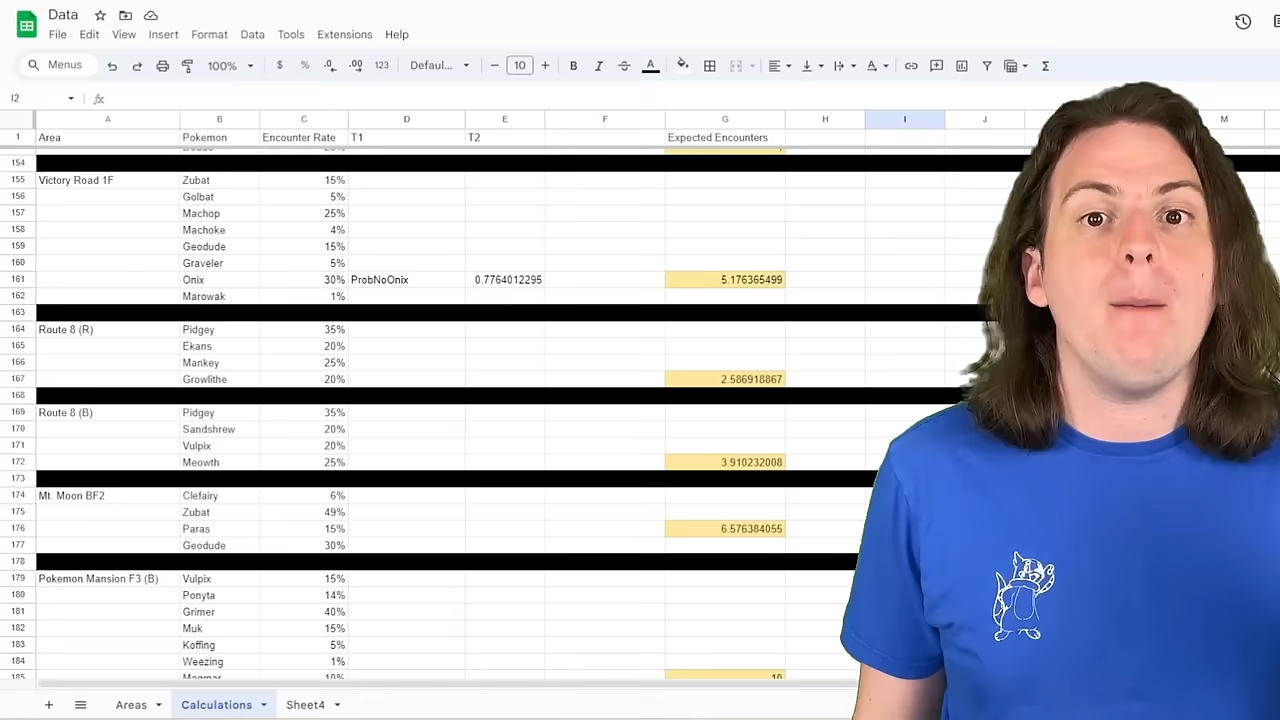 Data
File Edit View Insert Format Data Tools Extensions Help
Menus 100% $ % .0 .00 123 Defaul... 10 B I A
I2 fx
A B C D E F G H I J M
1 Area Pokemon Encounter Rate T1 T2 Expected Encounters
154
155 Victory Road 1F Zubat 15%
156 Golbat 5%
157 Machop 25%
158 Machoke 4%
159 Geodude 15%
160 Graveler 5%
161 Onix 30% ProbNoOnix 0.7764012295 5.176365499
162 Marowak 1%
163
164 Route 8 (R) Pidgey 35%
165 Ekans 20%
166 Mankey 25%
167 Growlithe 20% 2.586918867
168
169 Route 8 (B) Pidgey 35%
170 Sandshrew 20%
171 Vulpix 20%
172 Meowth 25% 3.910232008
173
174 Mt. Moon BF2 Clefairy 6%
175 Zubat 49%
176 Paras 15% 6.576384055
177 Geodude 30%
178
179 Pokemon Mansion F3 (B) Vulpix 15%
180 Ponyta 14%
181 Grimer 40%
182 Muk 15%
183 Koffing 5%
184 Weezing 1%
185 Magmar 10% 10
Areas Calculations Sheet4